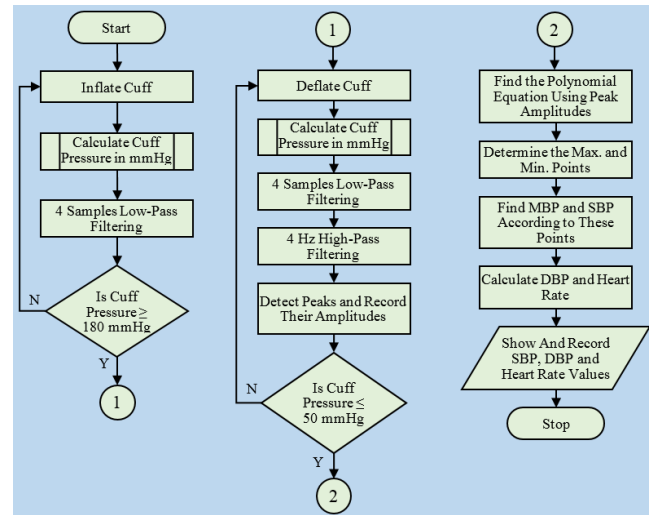 Start
Inflate Cuff
Calculate Cuff
Pressure in mmHg
4 Samples Low-Pass
Filtering
Is Cuff
Pressure ≥
180 mmHg
N
Y
1
1
Deflate Cuff
Calculate Cuff
Pressure in mmHg
4 Samples Low-Pass
Filtering
4 Hz High-Pass
Filtering
Detect Peaks and Record
Their Amplitudes
Is Cuff
Pressure ≤
50 mmHg
N
Y
2
2
Find the Polynomial
Equation Using Peak
Amplitudes
Determine the Max. and
Min. Points
Find MBP and SBP
According to These
Points
Calculate DBP and Heart
Rate
Show And Record
SBP, DBP and
Heart Rate Values
Stop